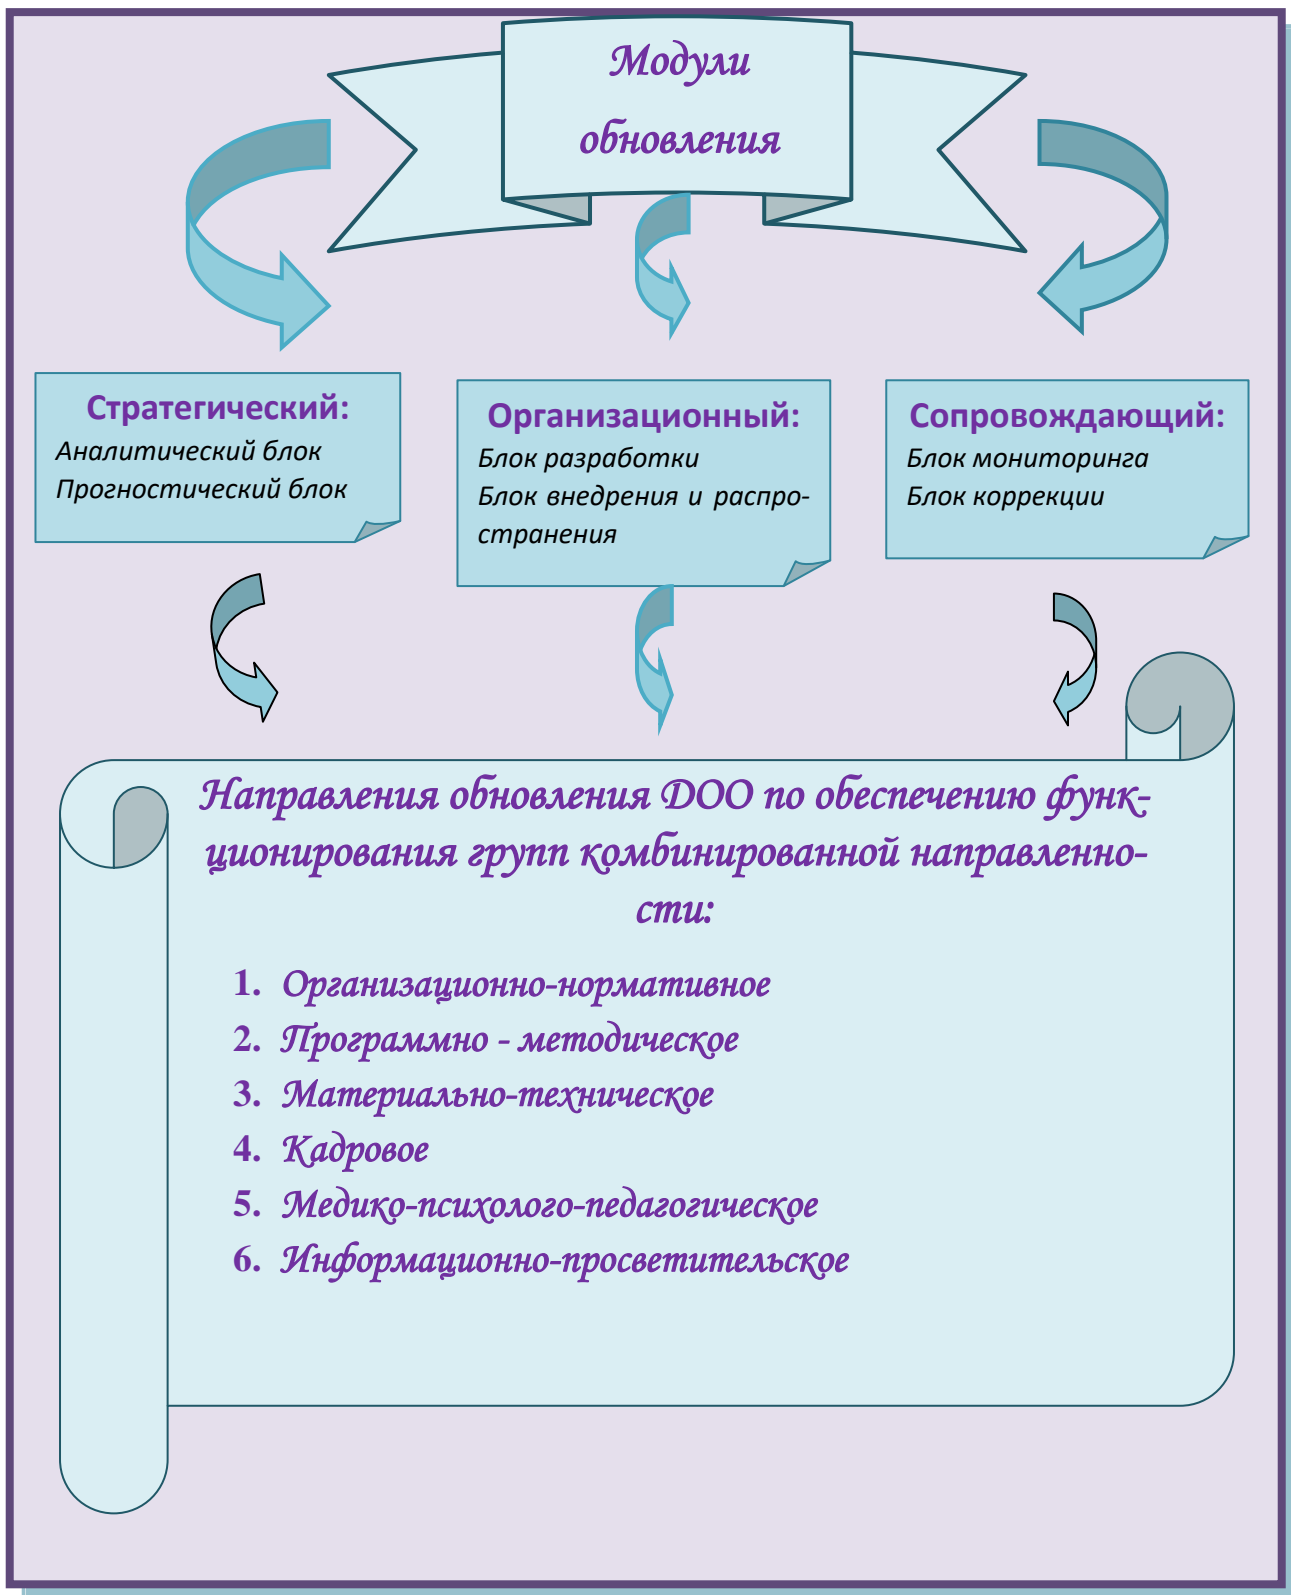 Модули
обновления
Стратегический:
Аналитический блок
Прогностический блок
Организационный:
Блок разработки
Блок внедрения и распро-
странения
Сопровождающий:
Блок мониторинга
Блок коррекции
Направления обновления ДОО по обеспечению функ-
ционирования групп комбинированной направленно-
сти:
1. Организационно-нормативное
2. Программно - методическое
3. Материально-техническое
4. Кадровое
5. Медико-психолого-педагогическое
6. Информационно-просветительское